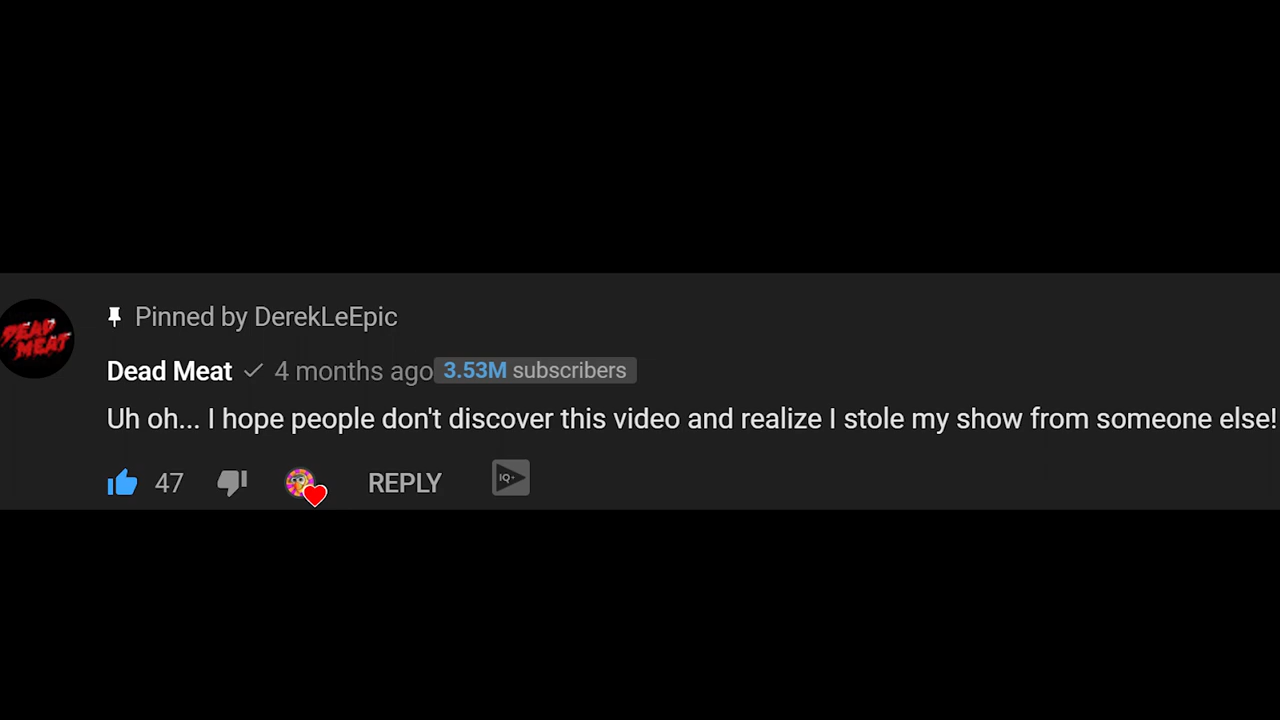 Pinned by DerekLeEpic
DEAD
MEAT
Dead Meat 4 months ago 3.53M subscribers
Uh oh... I hope people don't discover this video and realize I stole my show from someone else!
47 REPLY IQ+